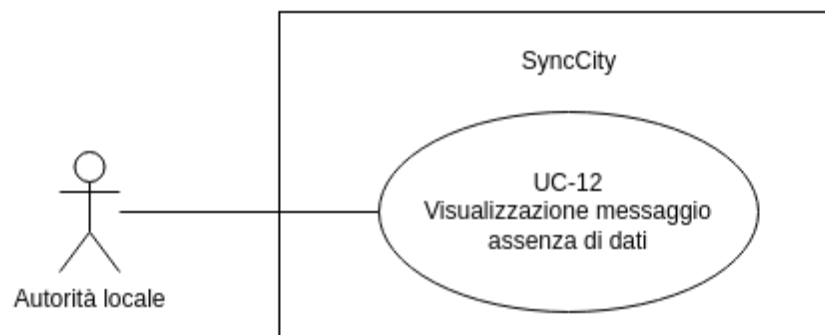 SyncCity
UC-12
Visualizzazione messaggio
assenza di dati
Autorità locale